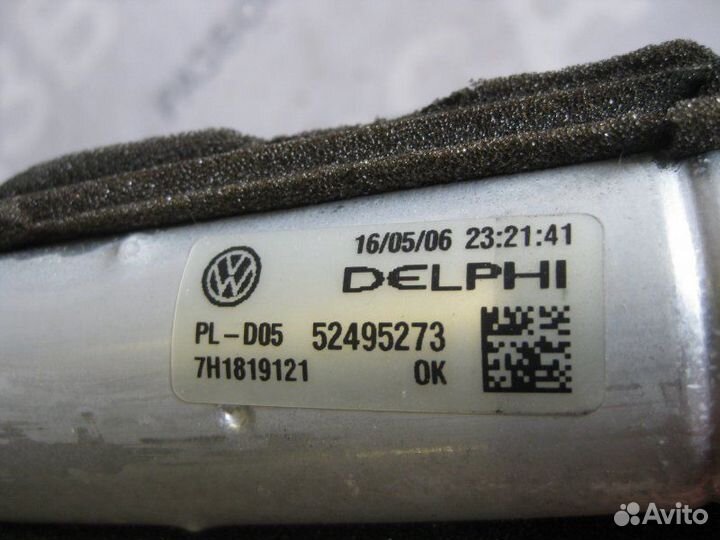 16/05/06 23:21:41
DELPHI
PL-D05 52495273
7H1819121 OK
Avito